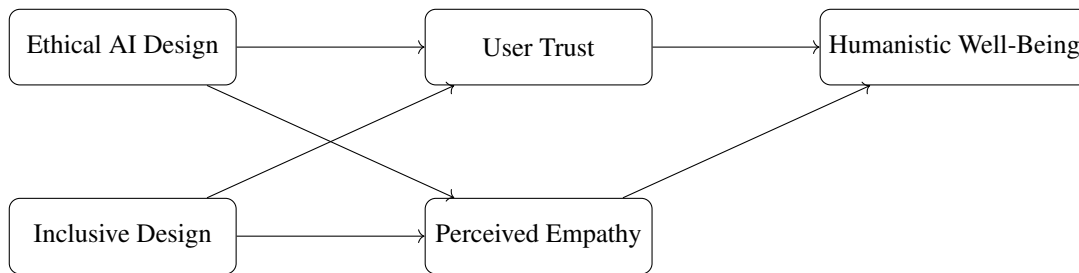 Ethical AI Design
User Trust
Humanistic Well-Being
Inclusive Design
Perceived Empathy